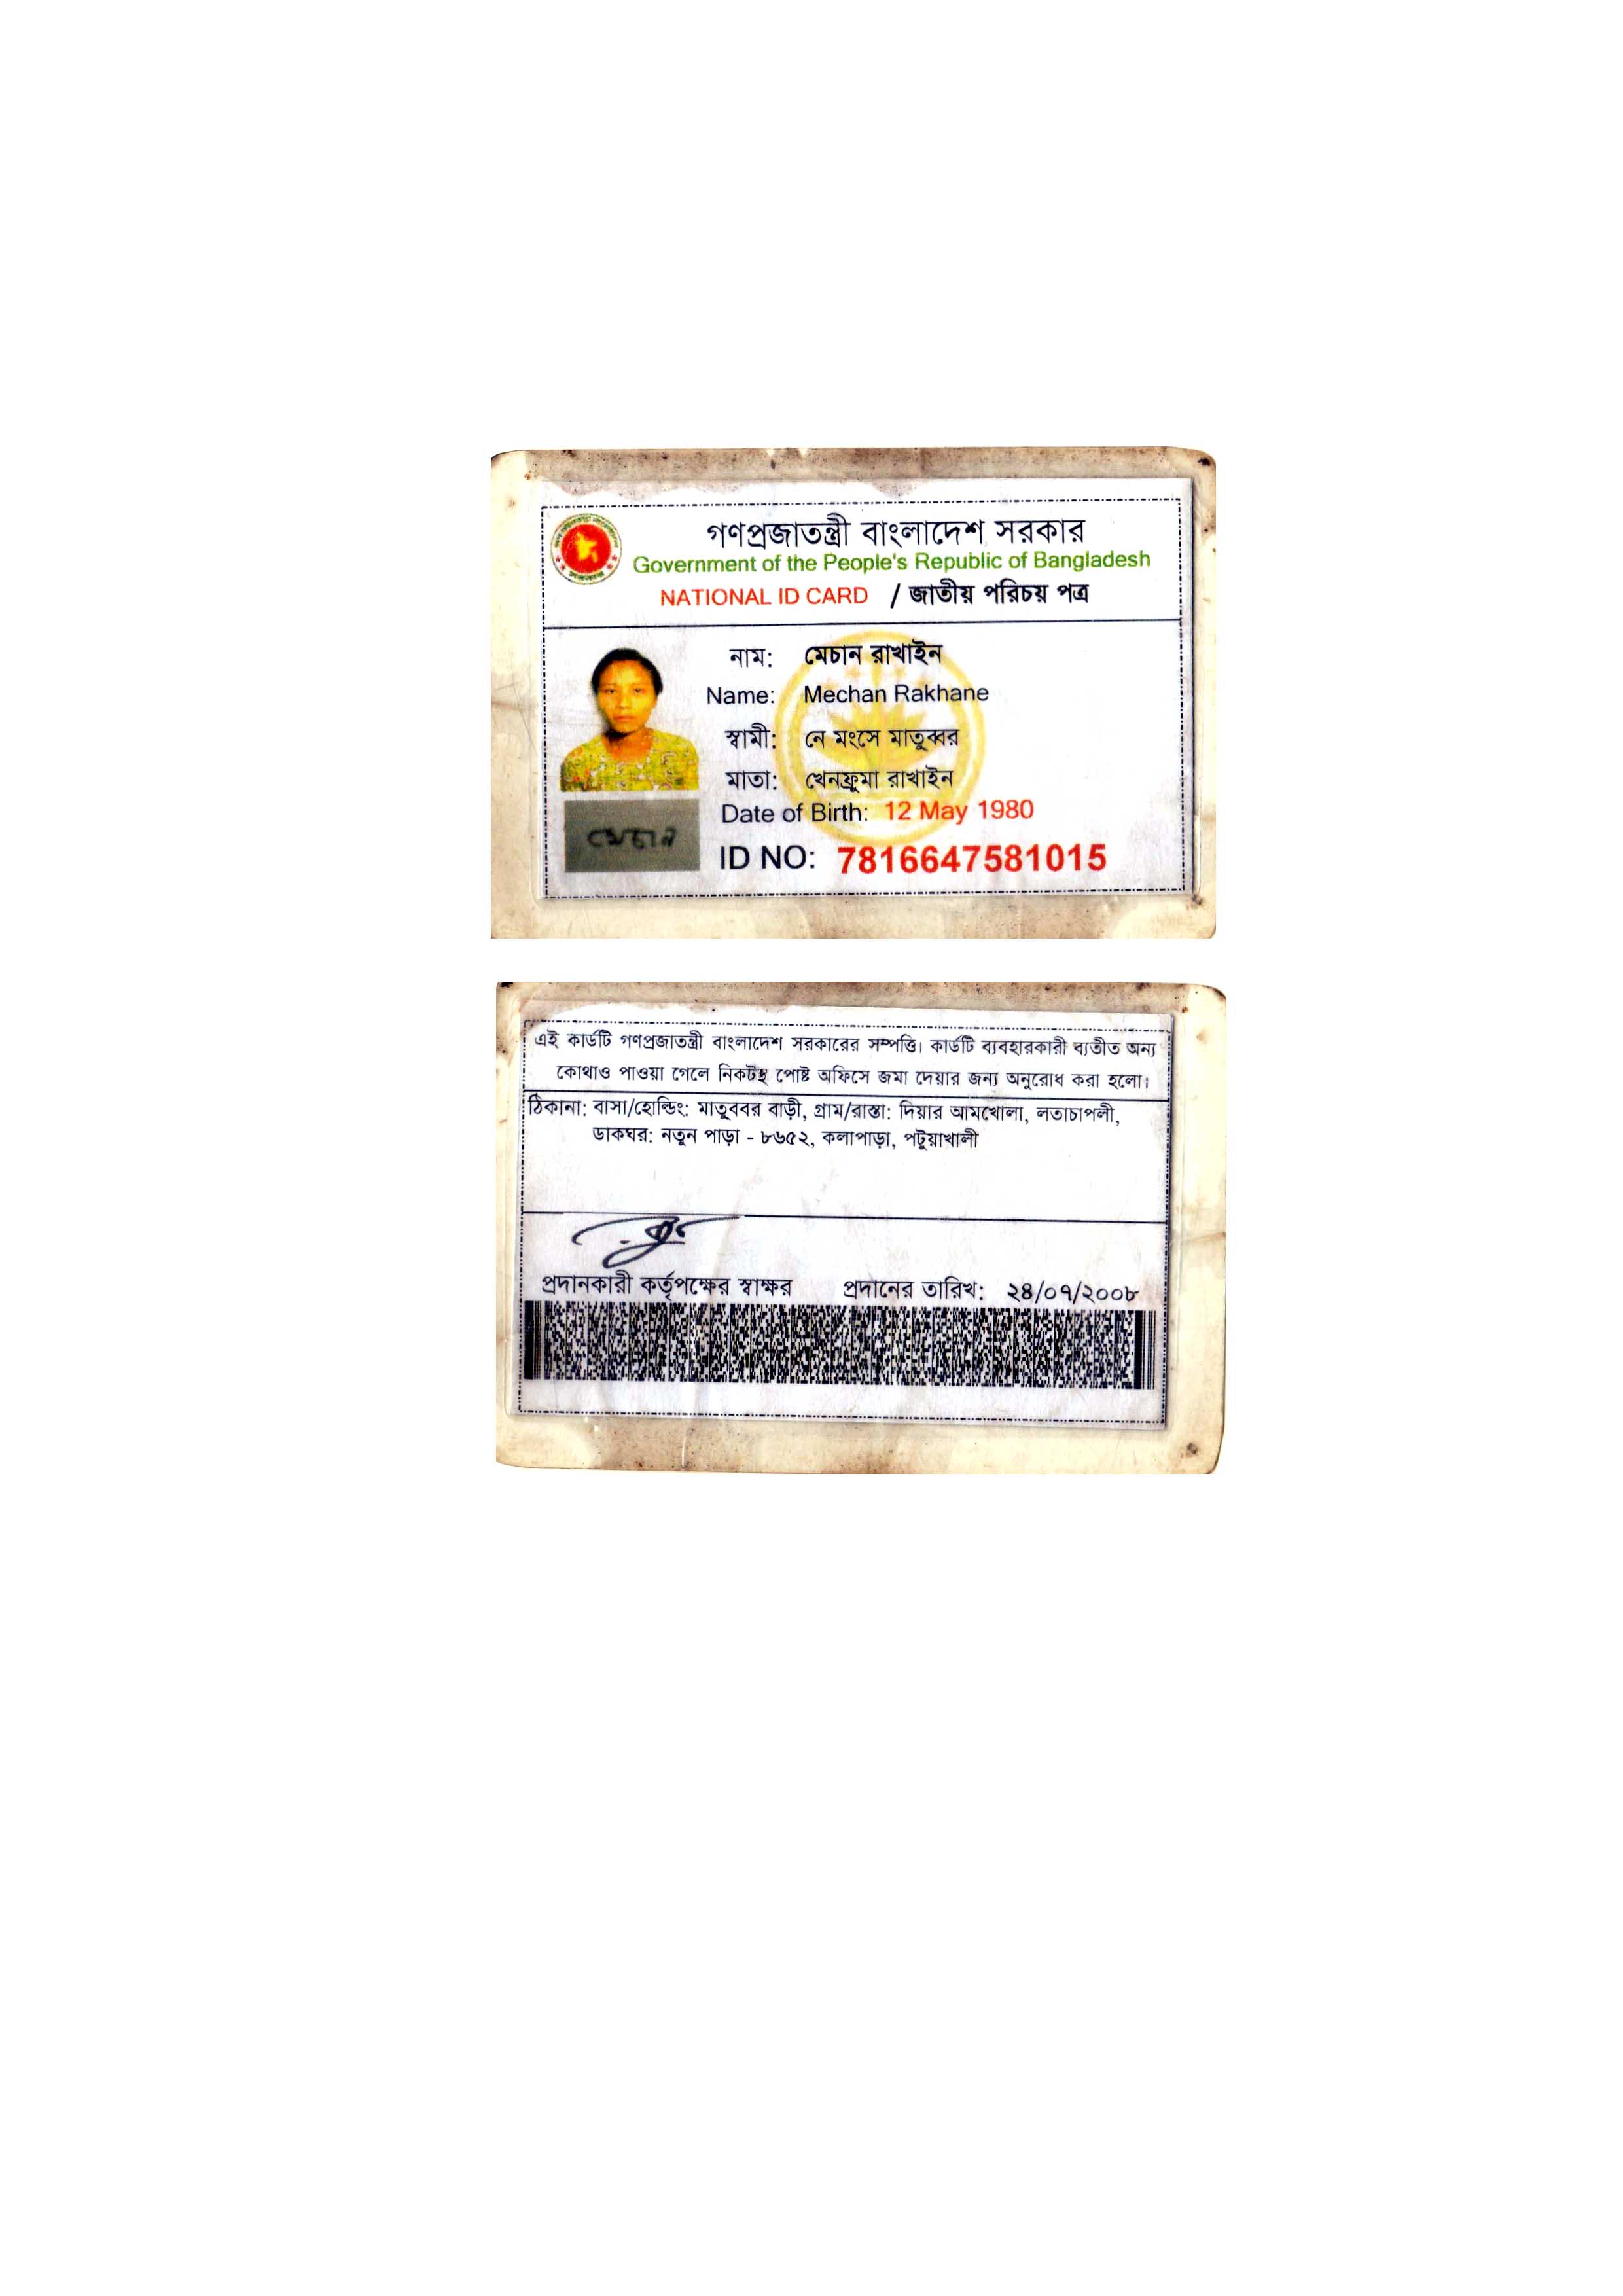 গণপ্রজাতন্ত্রী বাংলাদেশ সরকার
Government of the People's Republic of Bangladesh
NATIONAL ID CARD / জাতীয় পরিচয় পত্র
নাম: মেচান রাখাইন
Name: Mechan Rakhane
স্বামী: নে মংসে মাতুব্বর
মাতা: খেনফ্রুমা রাখাইন
Date of Birth: 12 May 1980
মেচান
ID NO: 7816647581015
এই কার্ডটি গণপ্রজাতন্ত্রী বাংলাদেশ সরকারের সম্পত্তি। কার্ডটি ব্যবহারকারী ব্যতীত অন্য
কোথাও পাওয়া গেলে নিকটস্থ পোষ্ট অফিসে জমা দেয়ার জন্য অনুরোধ করা হলো।
ঠিকানা: বাসা/হোল্ডিং: মাতুববর বাড়ী, গ্রাম/রাস্তা: দিয়ার আমখোলা, লতাচাপলী,
ডাকঘর: নতুন পাড়া - ৮৬৫২, কলাপাড়া, পটুয়াখালী
প্রদানকারী কর্তৃপক্ষের স্বাক্ষর প্রদানের তারিখ: ২৪/০৭/২০০৮